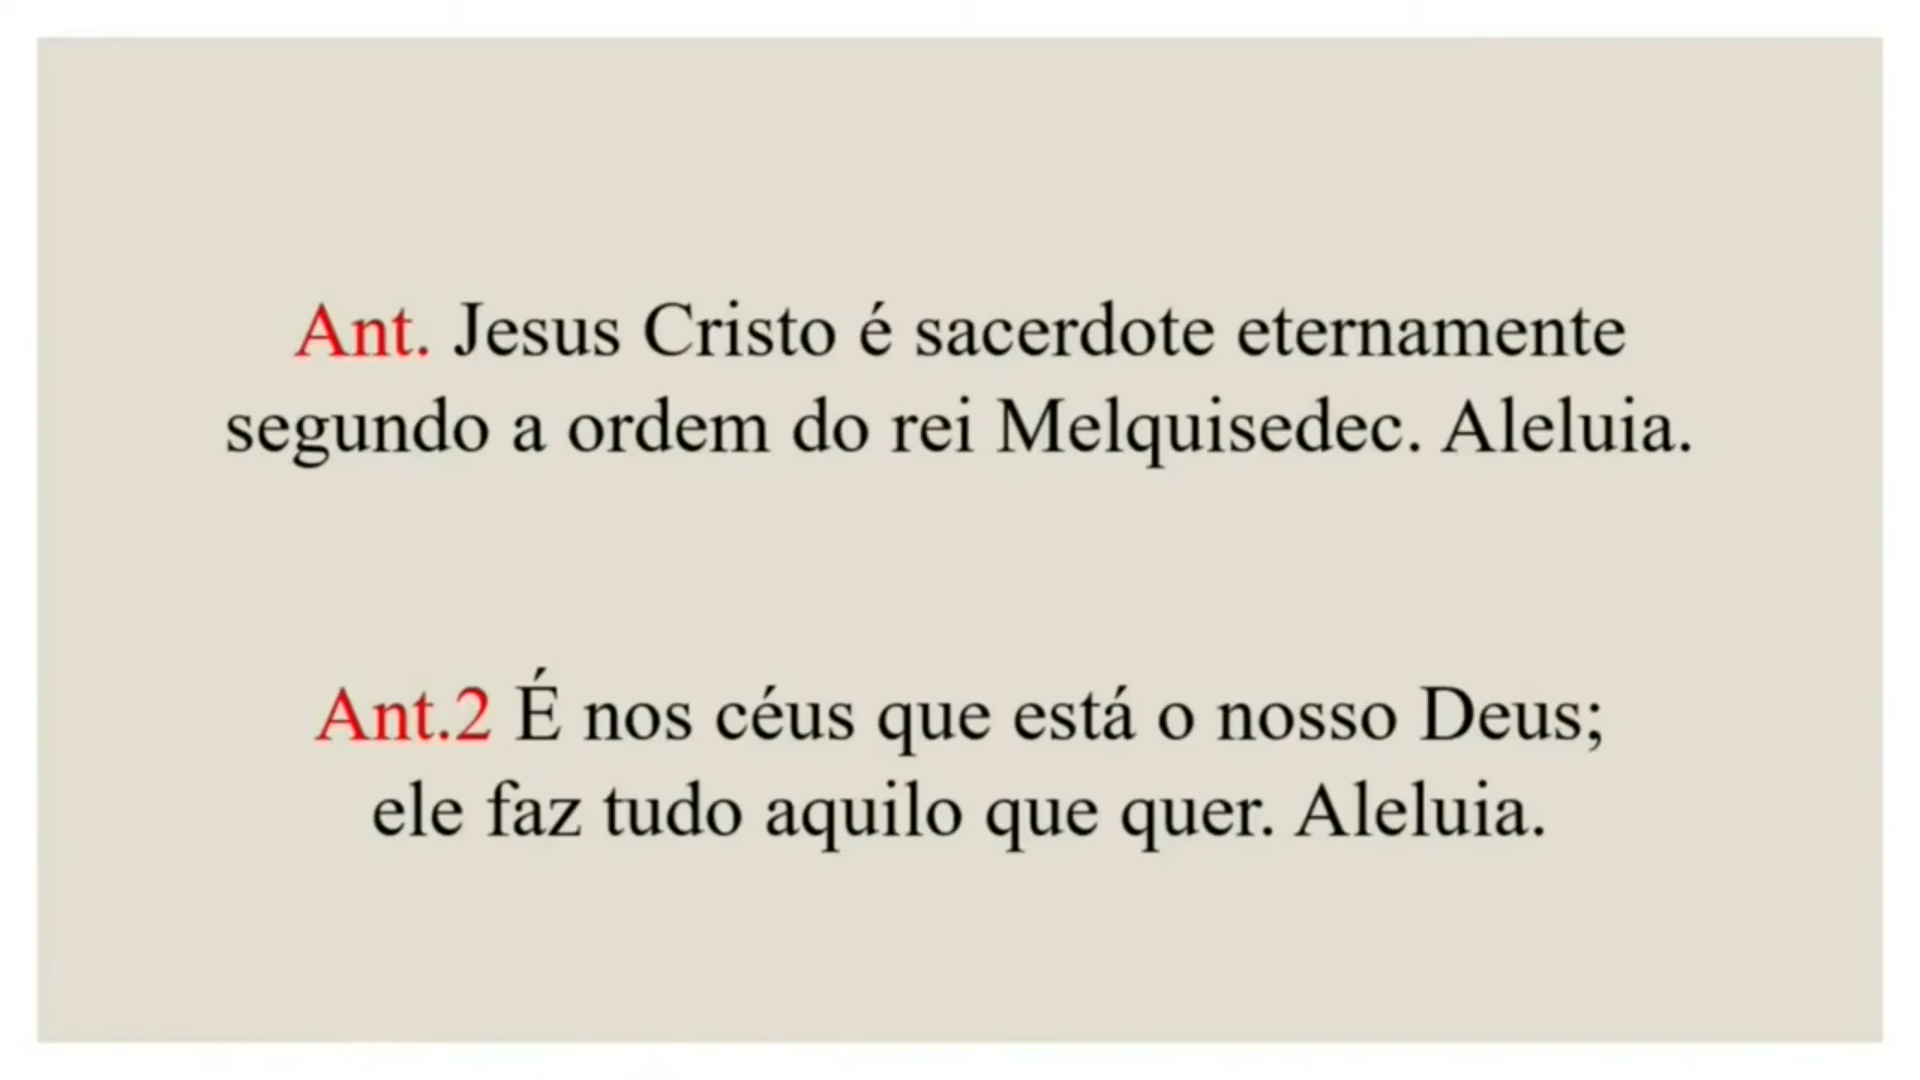 Ant. Jesus Cristo é sacerdote eternamente
segundo a ordem do rei Melquisedec. Aleluia.
Ant.2 É nos céus que está o nosso Deus;
ele faz tudo aquilo que quer. Aleluia.